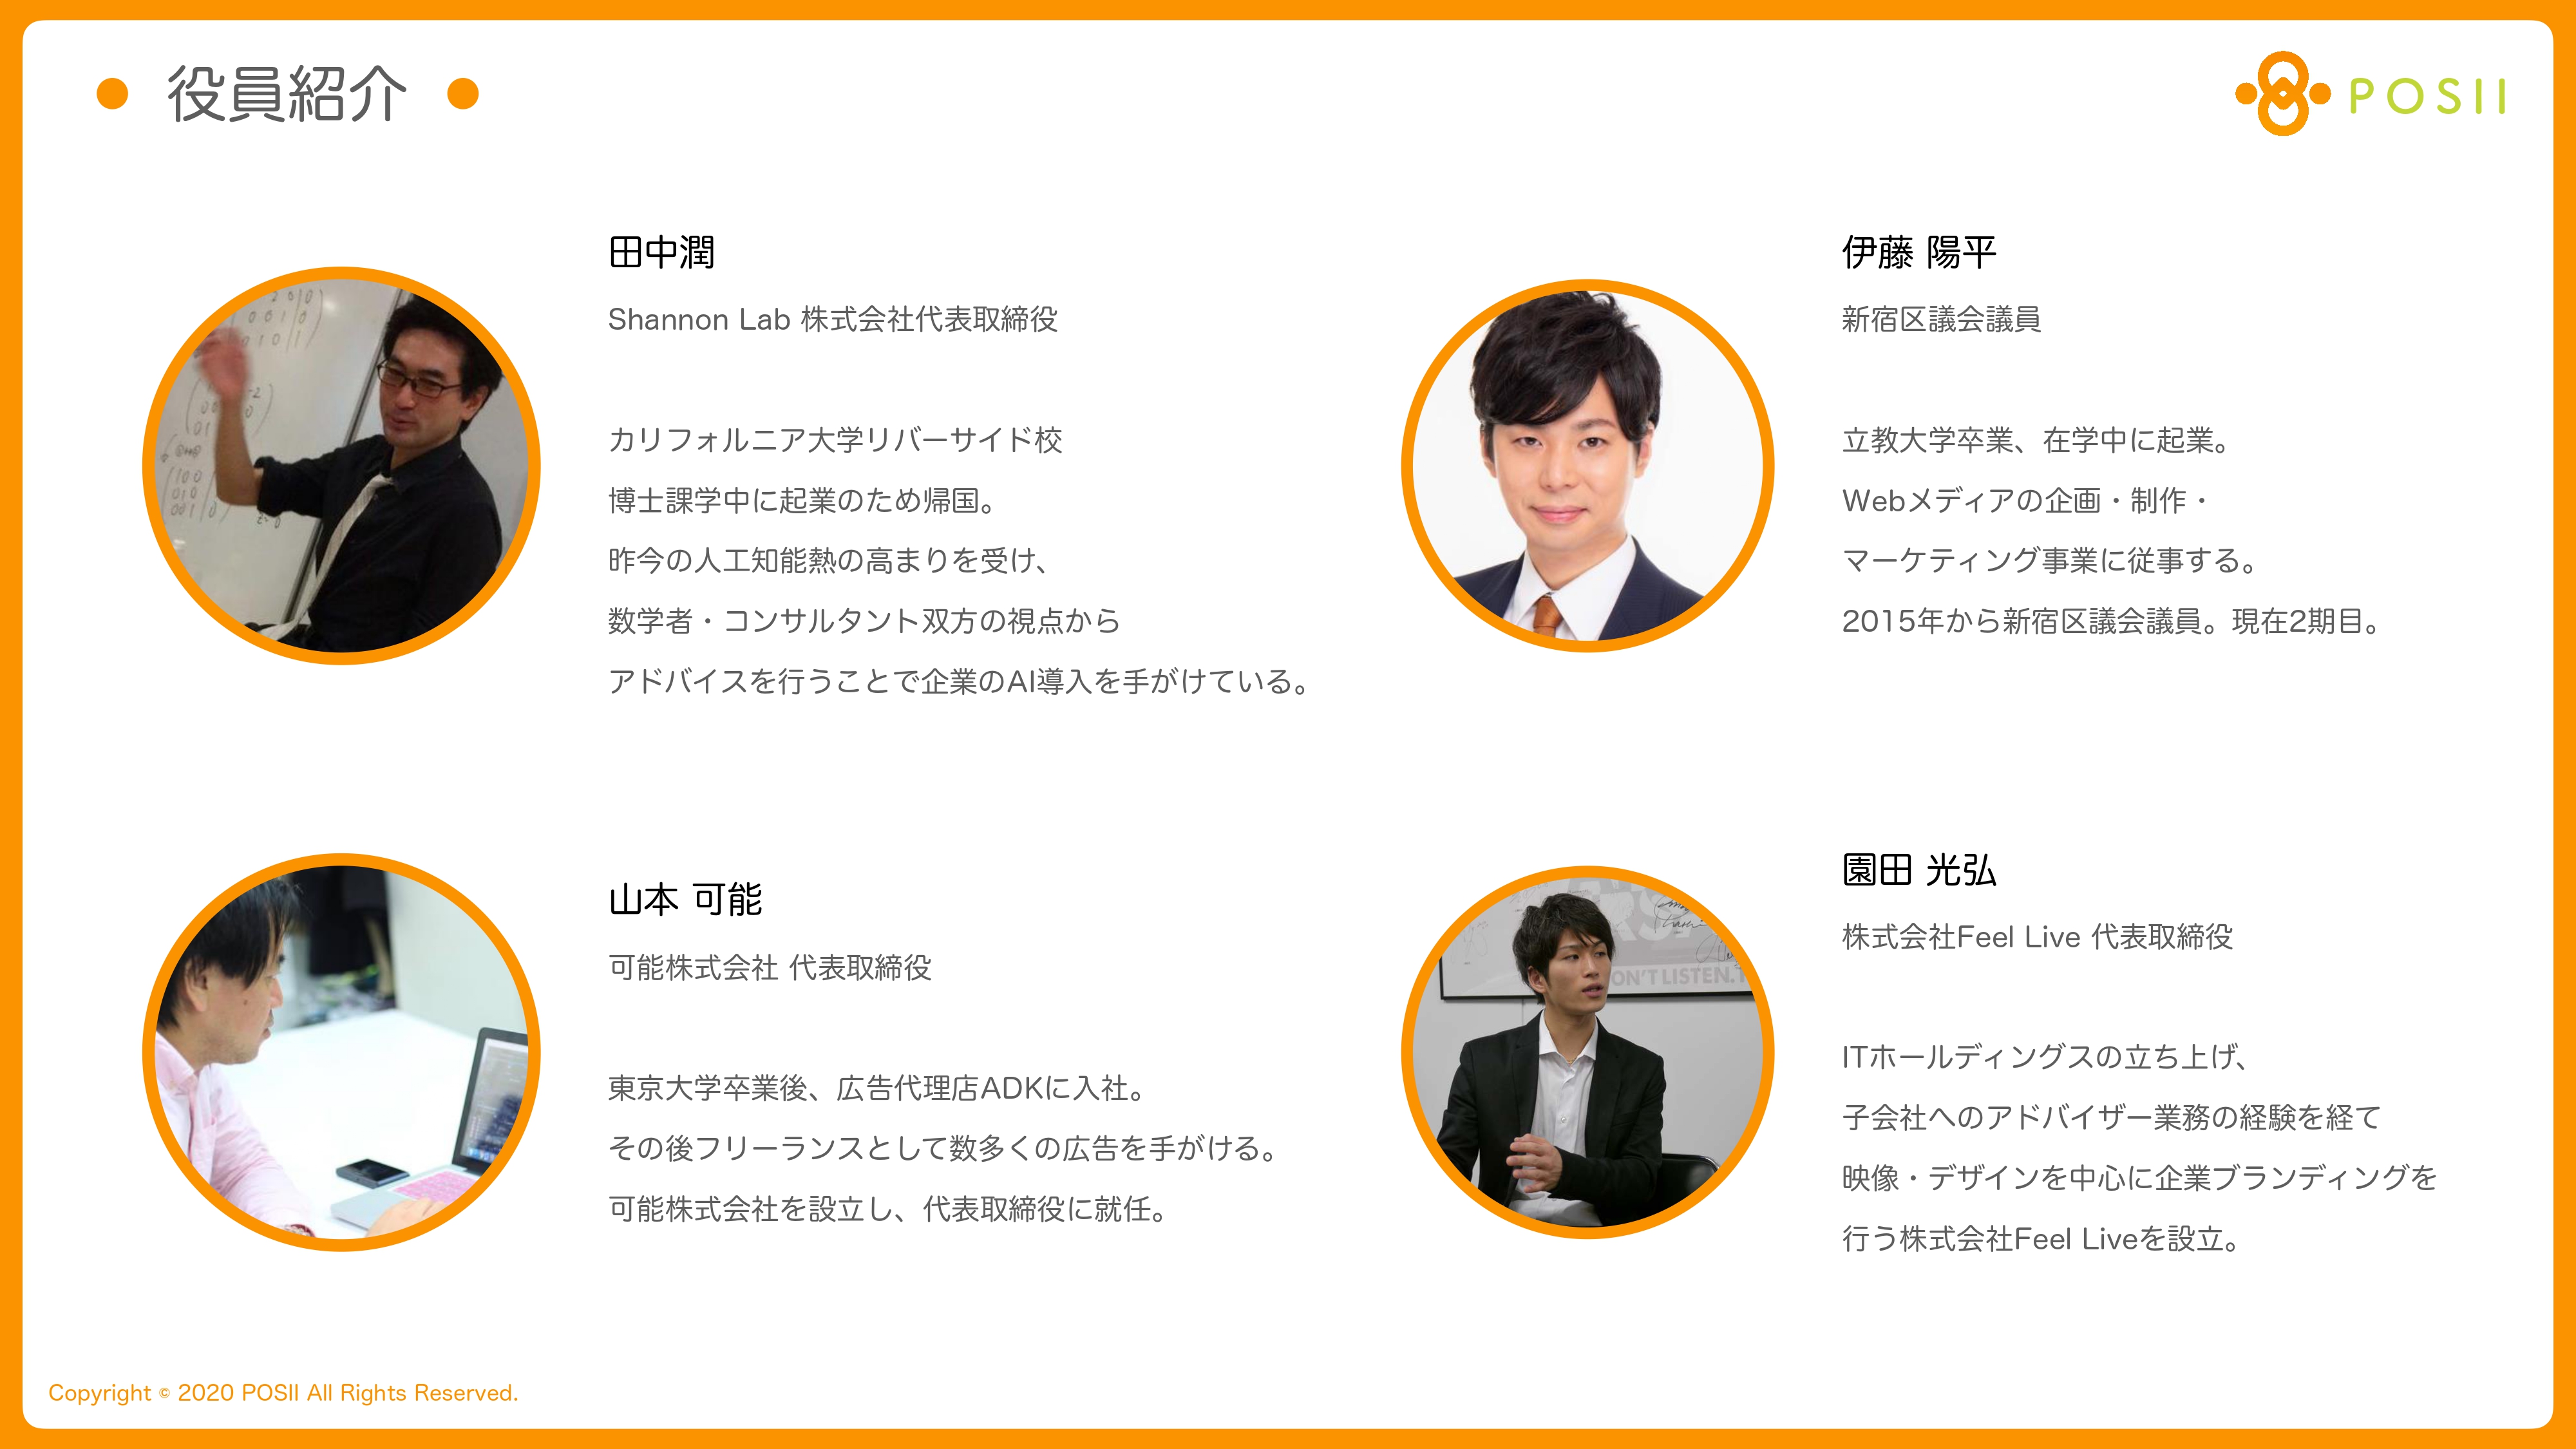 役員紹介
POSII
田中潤
Shannon Lab 株式会社代表取締役
カリフォルニア大学リバーサイド校
博士課学中に起業のため帰国。
昨今の人工知能熱の高まりを受け、
数学者・コンサルタント双方の視点から
アドバイスを行うことで企業のAI導入を手がけている。
伊藤 陽平
新宿区議会議員
立教大学卒業、在学中に起業。
Webメディアの企画・制作・
マーケティング事業に従事する。
2015年から新宿区議会議員。現在2期目。
山本 可能
可能株式会社 代表取締役
東京大学卒業後、広告代理店ADKに入社。
その後フリーランスとして数多くの広告を手がける。
可能株式会社を設立し、代表取締役に就任。
ON'T LISTEN.
園田 光弘
株式会社Feel Live 代表取締役
ITホールディングスの立ち上げ、
子会社へのアドバイザー業務の経験を経て
映像・デザインを中心に企業ブランディングを
行う株式会社Feel Liveを設立。
Copyright © 2020 POSII All Rights Reserved.